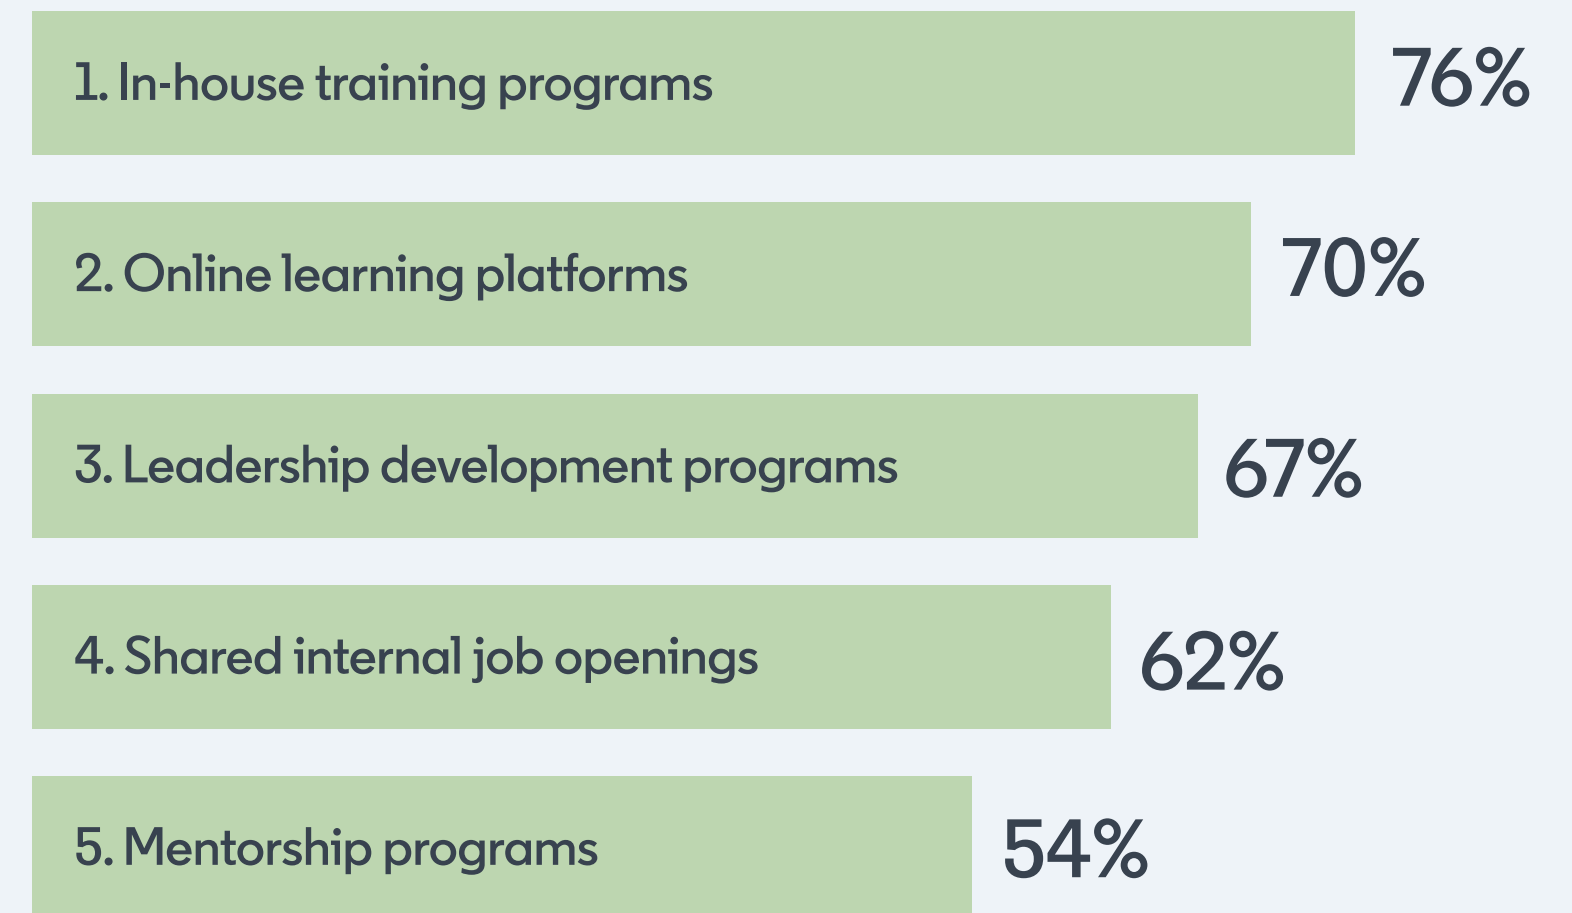 1. In-house training programs 76%
2. Online learning platforms 70%
3. Leadership development programs 67%
4. Shared internal job openings 62%
5. Mentorship programs 54%